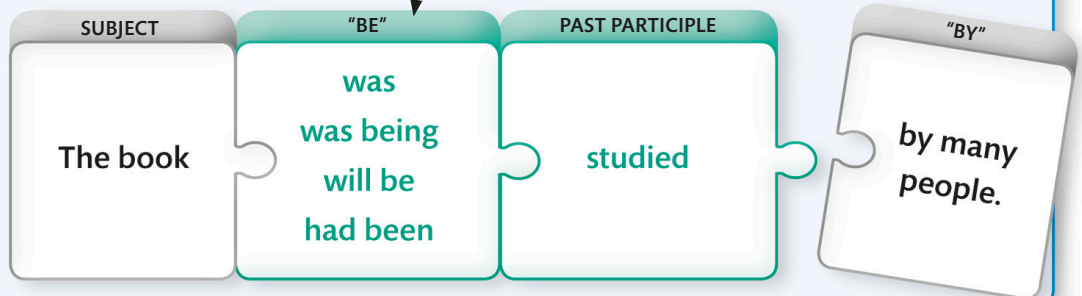 SUBJECT
"BE"
PAST PARTICIPLE
"BY"
The book
was
was being
will be
had been
studied
by many
people.